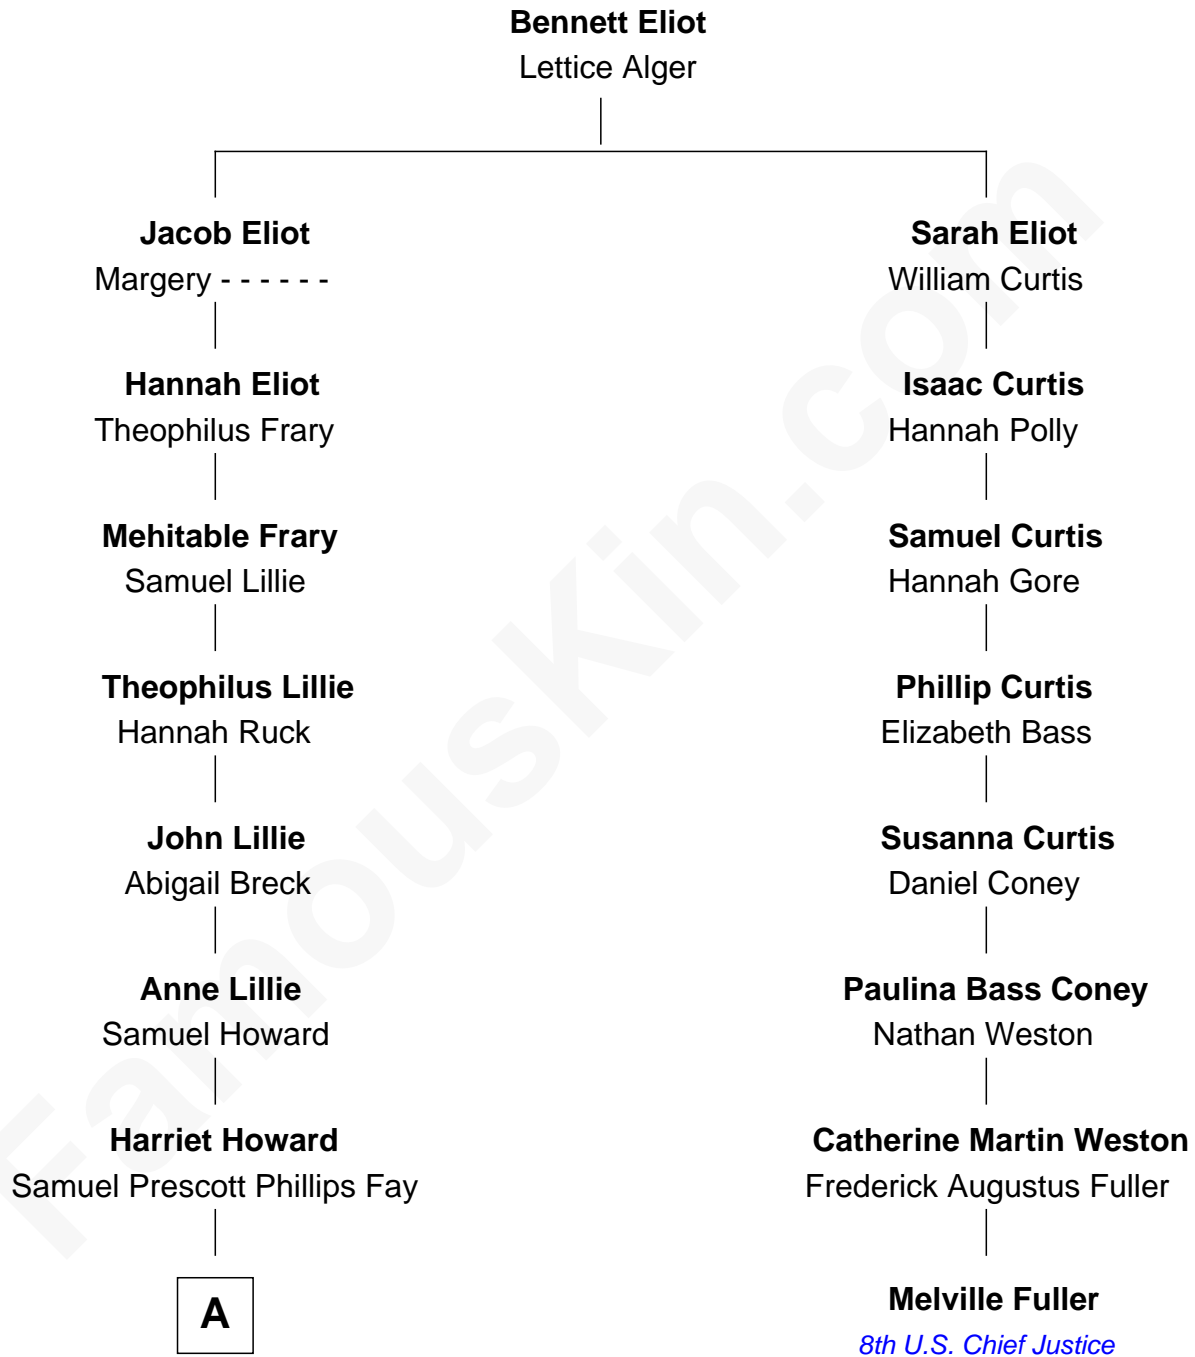 Bennett Eliot
Lettice Alger
Jacob Eliot
Margery - - - - - -
Hannah Eliot
Theophilus Frary
Mehitable Frary
Samuel Lillie
Theophilus Lillie
Hannah Ruck
John Lillie
Abigail Breck
Anne Lillie
Samuel Howard
Harriet Howard
Samuel Prescott Phillips Fay
A
Sarah Eliot
William Curtis
Isaac Curtis
Hannah Polly
Samuel Curtis
Hannah Gore
Phillip Curtis
Elizabeth Bass
Susanna Curtis
Daniel Coney
Paulina Bass Coney
Nathan Weston
Catherine Martin Weston
Frederick Augustus Fuller
Melville Fuller
8th U.S. Chief Justice
FamousKin.com